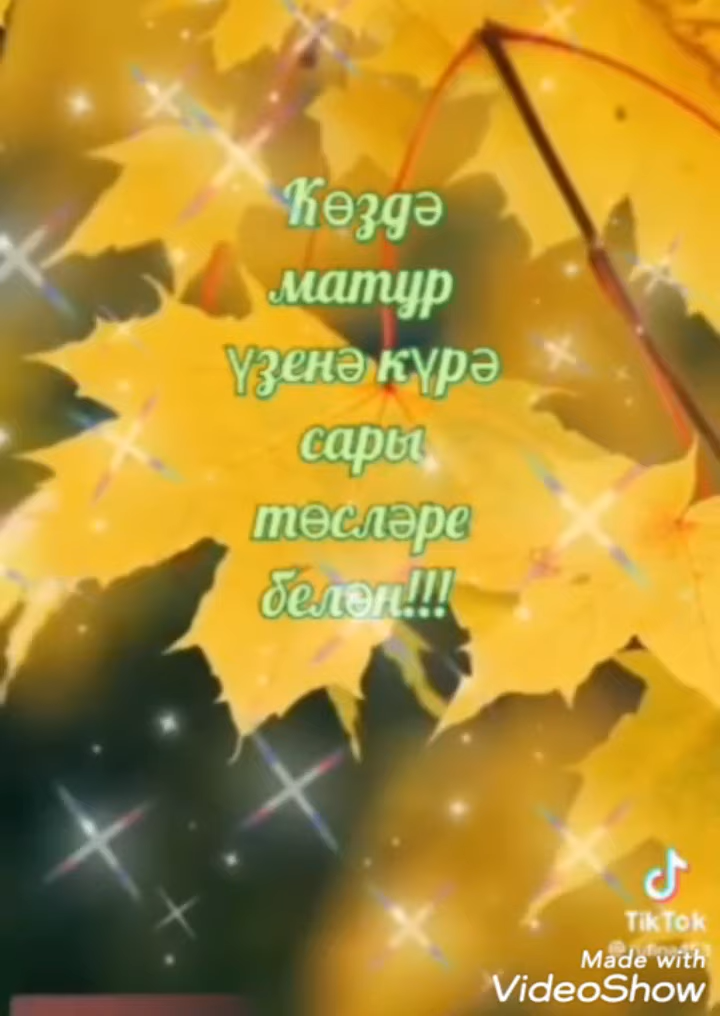 Көздә
матур
үзенә күрә
сары
төсләре
белән!!!
TikTok
Made with
VideoShow